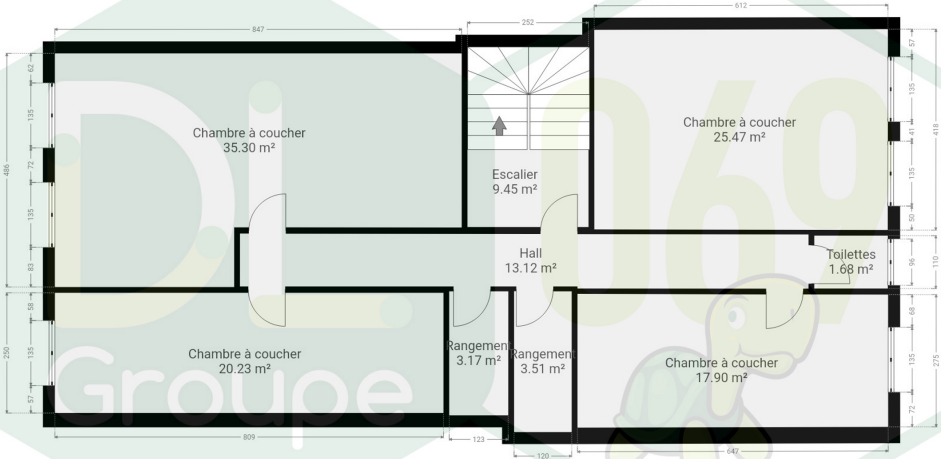 847
252
612
62
135
72
135
83
486
58
135
57
250
57
135
41
135
50
418
96
110
68
135
72
275
Chambre à coucher
35.30 m²
Chambre à coucher
25.47 m²
Escalier
9.45 m²
Hall
13.12 m²
Toilettes
1.68 m²
Chambre à coucher
20.23 m²
Rangement
3.17 m²
Rangement
3.51 m²
Chambre à coucher
17.90 m²
809
123
120
647
DL
Groupe
069